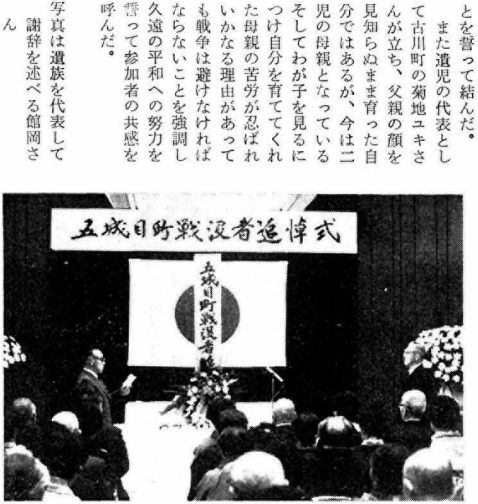 とを誓って結んだ。
また遺児の代表とし
て古川町の菊地ユキさ
んが立ち、父親の顔を
見知らぬまま育った自
分ではあるが、今は二
児の母親となっている
そしてわが子を見るに
つけ自分を育ててくれ
た母親の苦労が忍ばれ
いかなる理由があって
も戦争は避けなければ
ならないことを強調し
久遠の平和への努力を
誓って参加者の共感を
呼んだ。
写真は遺族を代表して
謝辞を述べる館岡さ
ん
五城目町戦没者追悼式
五城目町戦没者